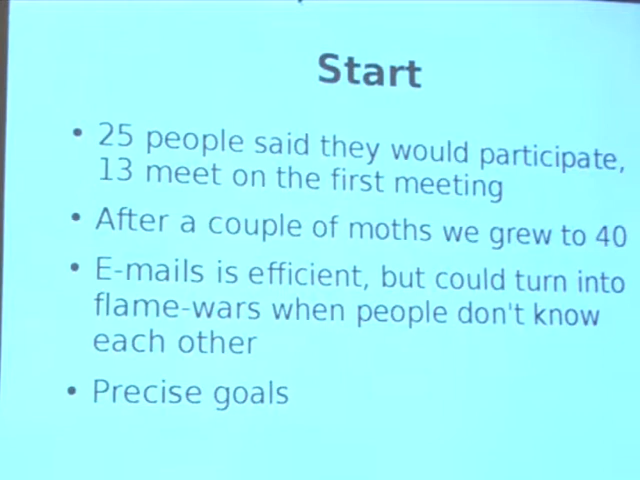 Start
• 25 people said they would participate,
13 meet on the first meeting
• After a couple of moths we grew to 40
• E-mails is efficient, but could turn into
flame-wars when people don't know
each other
• Precise goals